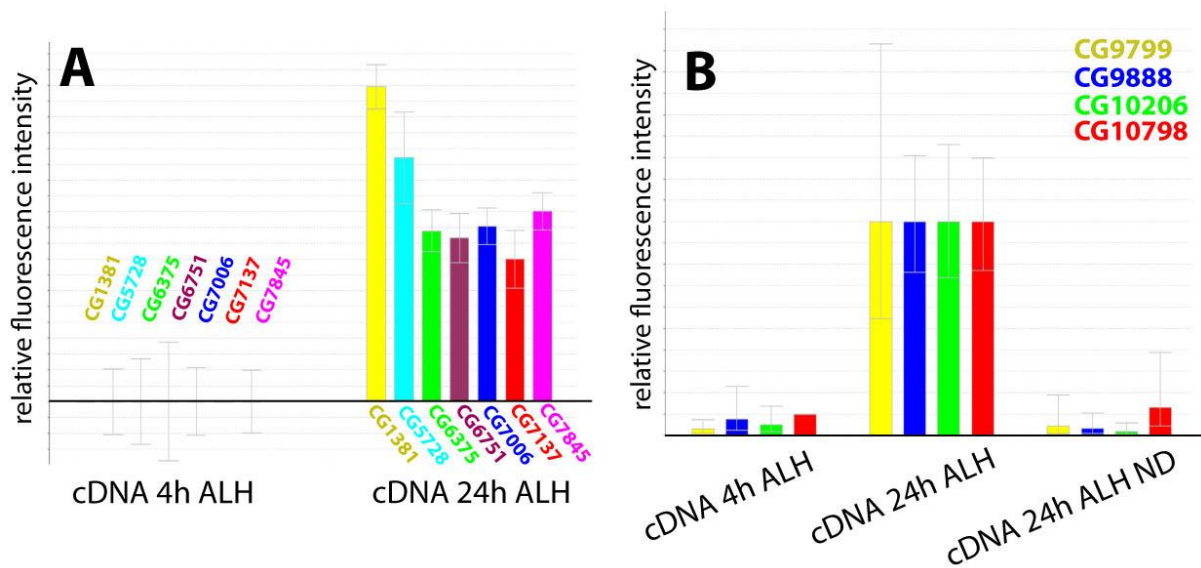 A
relative fluorescence intensity
CG1381
CG5728
CG6375
CG6751
CG7006
CG7137
CG7845
CG1381
CG5728
CG6375
CG6751
CG7006
CG7137
CG7845
cDNA 4h ALH
cDNA 24h ALH
B
relative fluorescence intensity
CG9799
CG9888
CG10206
CG10798
cDNA 4h ALH
cDNA 24h ALH
cDNA 24h ALH ND